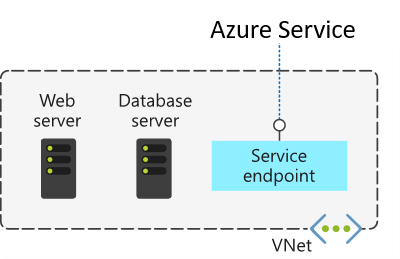 Azure Service
Web
server
Database
server
Service
endpoint
VNet